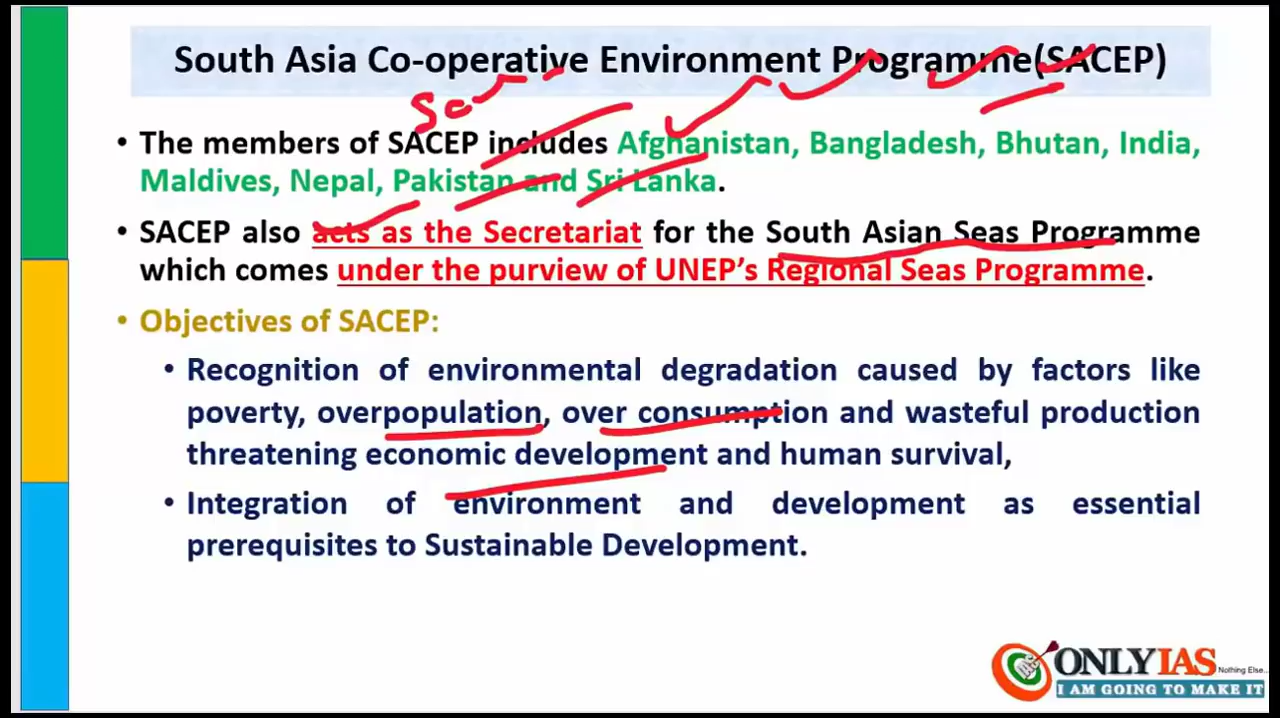 South Asia Co-operative Environment Programme(SACEP)
• The members of SACEP includes Afghanistan, Bangladesh, Bhutan, India,
Maldives, Nepal, Pakistan and Sri Lanka.
• SACEP also acts as the Secretariat for the South Asian Seas Programme
which comes under the purview of UNEP's Regional Seas Programme.
• Objectives of SACEP:
• Recognition of environmental degradation caused by factors like
poverty, overpopulation, over consumption and wasteful production
threatening economic development and human survival,
• Integration of environment and development as essential
prerequisites to Sustainable Development.
ONLYIAS
Nothing Else..
I AM GOING TO MAKE IT